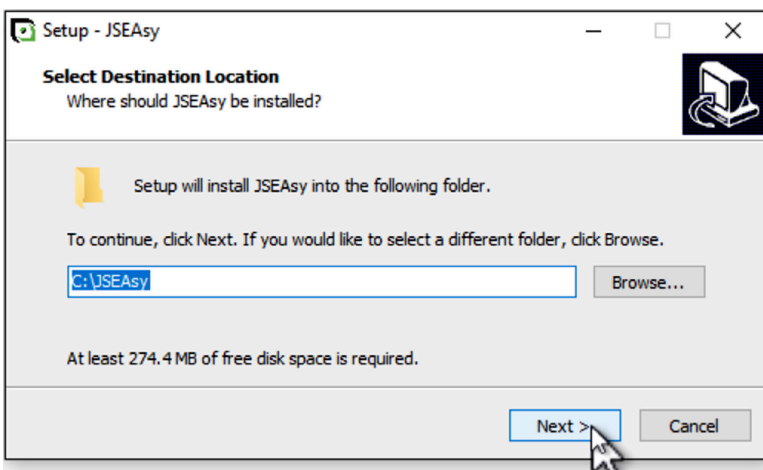 Setup - JSEAsy
Select Destination Location
Where should JSEAsy be installed?
Setup will install JSEAsy into the following folder.
To continue, click Next. If you would like to select a different folder, click Browse.
C:\JSEAsy
Browse...
At least 274.4 MB of free disk space is required.
Next >
Cancel